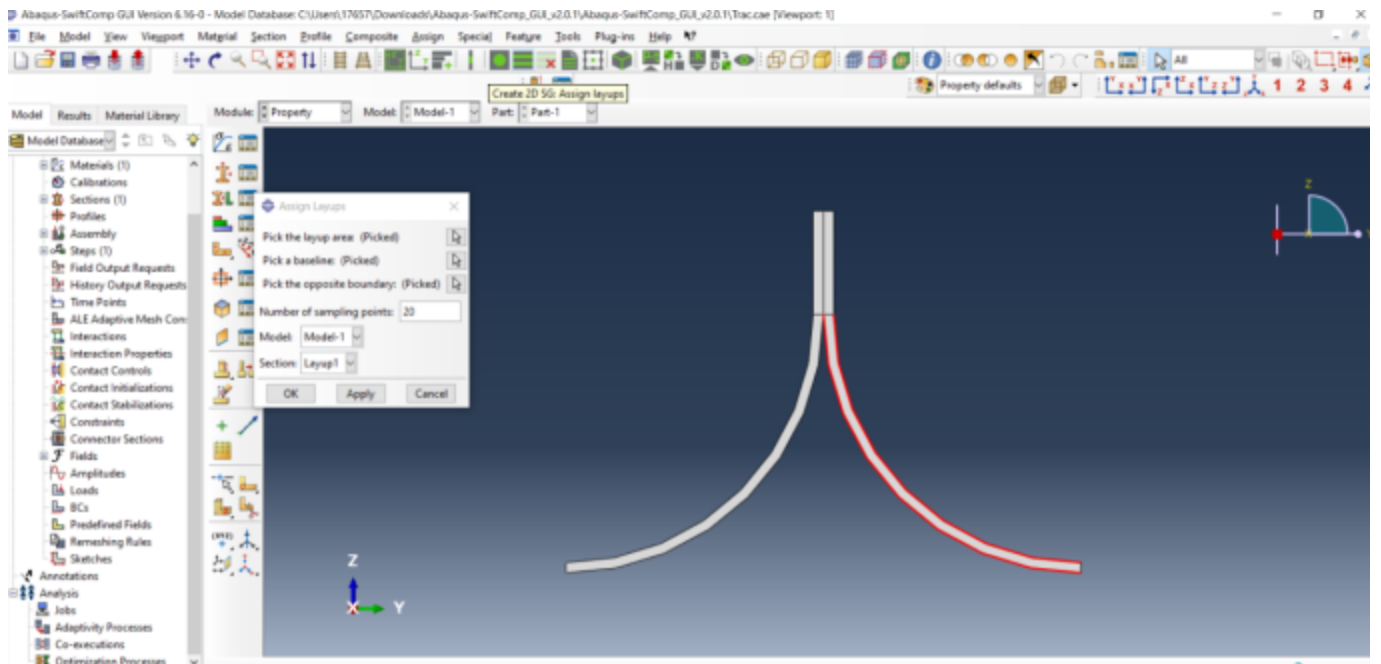 Abaqus-SwiftComp GUI Version 6.16-0 - Model Database: C:\Users\17657\Downloads\Abaqus-SwiftComp_GUI_v2.0.1\Abaqus-SwiftComp_GUI_v2.0.1\Trac.cae [Viewport: 1]
File Model View Viewport Material Section Profile Composite Assign Special Feature Tools Plug-ins Help
All
Create 2D SG: Assign layups
Property defaults
1 2 3 4
Model Results Material Library
Module: Property Model: Model-1 Part: Part-1
Model Database
Materials (1)
Calibrations
Sections (1)
Profiles
Assembly
Steps (1)
Field Output Requests
History Output Requests
Time Points
ALE Adaptive Mesh Con
Interactions
Interaction Properties
Contact Controls
Contact Initializations
Contact Stabilizations
Constraints
Connector Sections
Fields
Amplitudes
Loads
BCs
Predefined Fields
Remeshing Rules
Sketches
Annotations
Analysis
Jobs
Adaptivity Processes
Co-executions
Optimization Processes
Assign Layups
Pick the layup area: (Picked)
Pick a baseline: (Picked)
Pick the opposite boundary: (Picked)
Number of sampling points: 20
Model: Model-1
Section: Layup1
OK Apply Cancel
Z
Z
Y
X